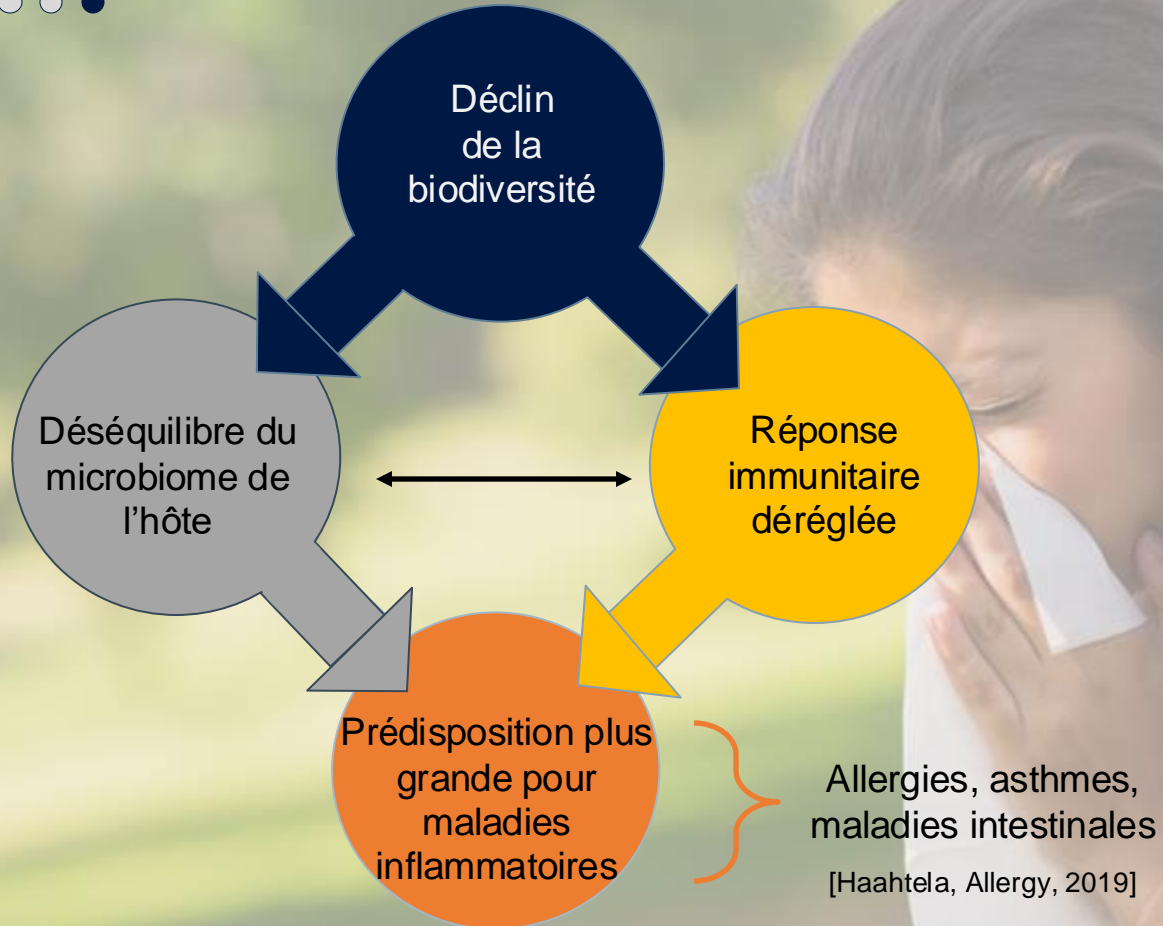 Déclin
de la
biodiversité
Déséquilibre du
microbiome de
l’hôte
Réponse
immunitaire
déréglée
Prédisposition plus
grande pour
maladies
inflammatoires
Allergies, asthmes,
maladies intestinales
[Haahtela, Allergy, 2019]